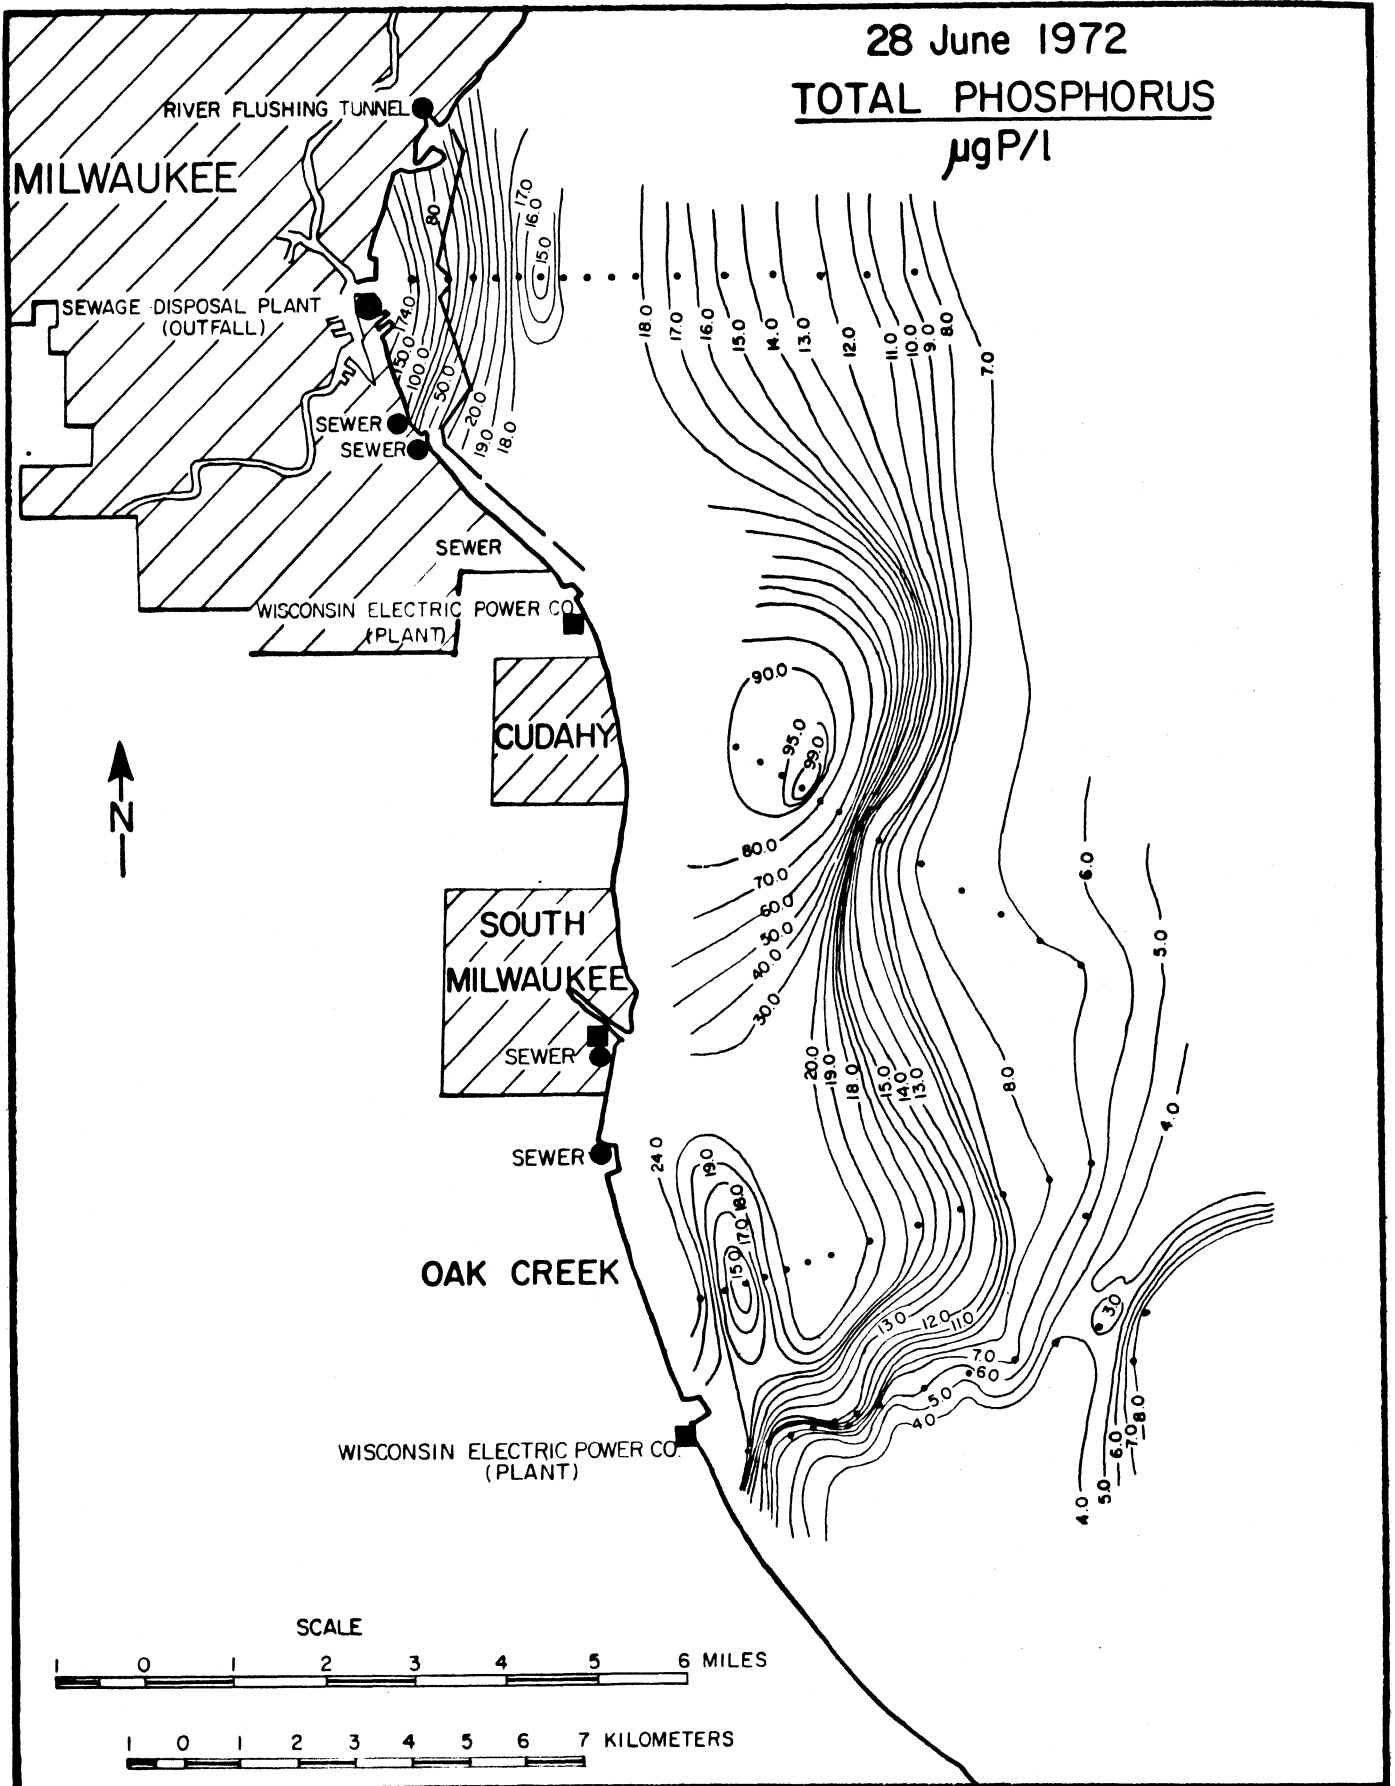 28 June 1972
TOTAL PHOSPHORUS
µgP/l
RIVER FLUSHING TUNNEL
MILWAUKEE
80
17.0
16.0
15.0
SEWAGE DISPOSAL PLANT
(OUTFALL)
174.0
150.0
100.0
50.0
20.0
19.0
18.0
18.0
17.0
16.0
15.0
14.0
13.0
12.0
11.0
10.0
9.0
8.0
7.0
SEWER
SEWER
SEWER
WISCONSIN ELECTRIC POWER CO.
(PLANT)
90.0
95.0
99.0
CUDAHY
N
80.0
70.0
60.0
50.0
40.0
30.0
6.0
5.0
SOUTH
MILWAUKEE
SEWER
20.0
19.0
18.0
15.0
14.0
13.0
8.0
4.0
SEWER
24.0
19.0
18.0
17.0
15.0
OAK CREEK
3.0
13.0
12.0
11.0
7.0
6.0
5.0
4.0
8.0
7.0
6.0
5.0
4.0
WISCONSIN ELECTRIC POWER CO.
(PLANT)
SCALE
1 0 1 2 3 4 5 6 MILES
1 0 1 2 3 4 5 6 7 KILOMETERS